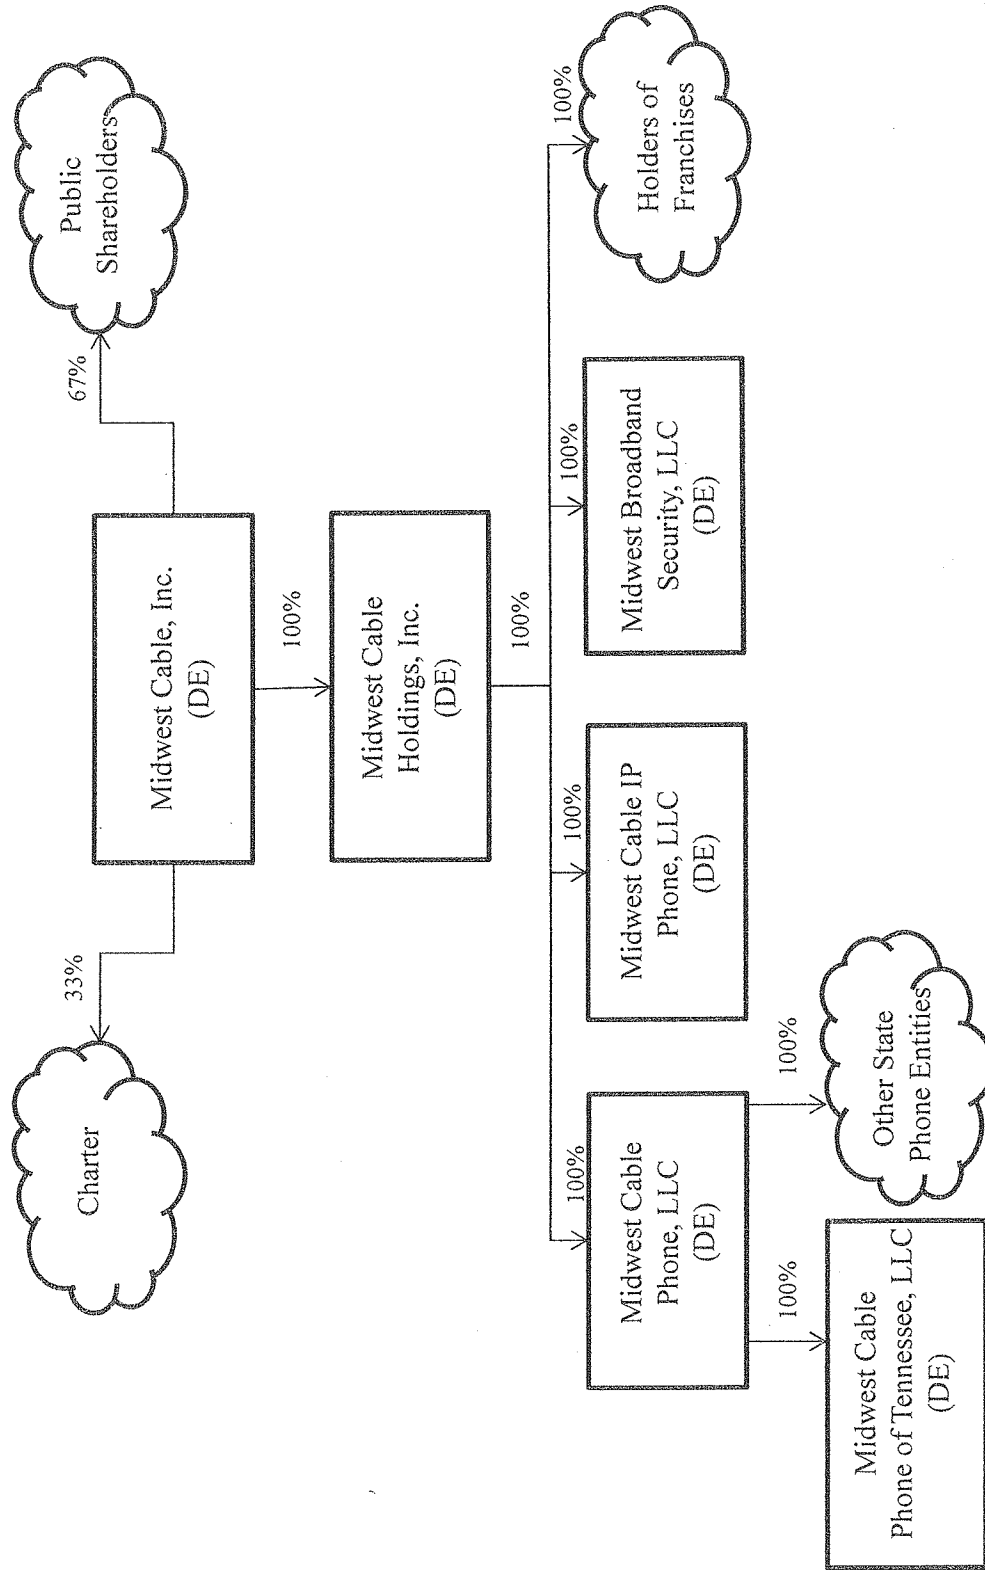 Charter
Public
Shareholders
33%
67%
Midwest Cable, Inc.
(DE)
100%
Midwest Cable
Holdings, Inc.
(DE)
100%
100%
100%
100%
100%
Midwest Cable
Phone, LLC
(DE)
Midwest Cable IP
Phone, LLC
(DE)
Midwest Broadband
Security, LLC
(DE)
Holders of
Franchises
100%
100%
Midwest Cable
Phone of Tennessee, LLC
(DE)
Other State
Phone Entities